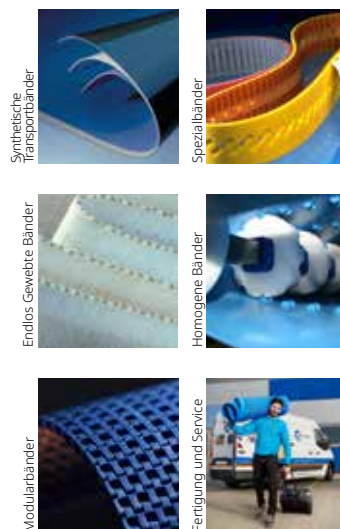 Synthetische
Transportbänder
Spezialbänder
Endlos Gewebte Bänder
Homogene Bänder
Modularbänder
Fertigung und Service